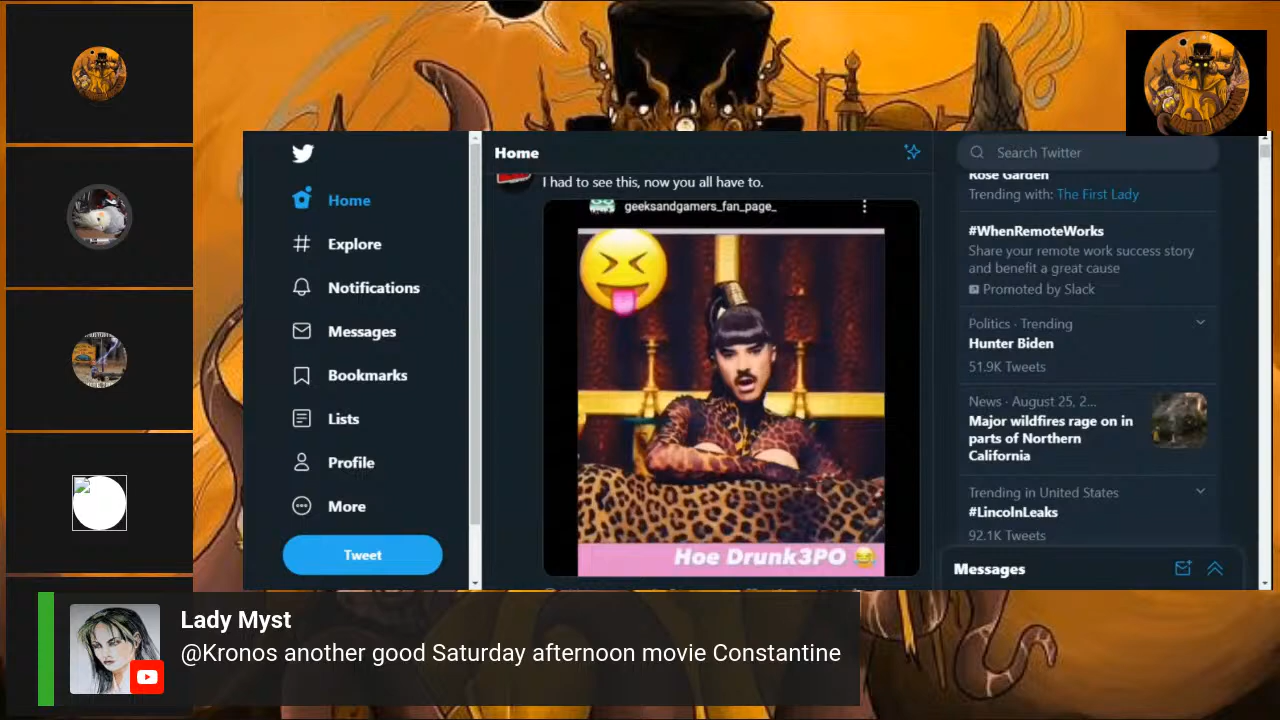 Home
Explore
Notifications
Messages
Bookmarks
Lists
Profile
More
Tweet
Home
I had to see this, now you all have to.
geeksandgamers_fan_page_
Hoe Drunk3PO
Search Twitter
Rose Garden
Trending with: The First Lady
#WhenRemoteWorks
Share your remote work success story
and benefit a great cause
Promoted by Slack
Politics · Trending
Hunter Biden
51.9K Tweets
News · August 25, 2...
Major wildfires rage on in
parts of Northern
California
Trending in United States
#LincolnLeaks
92.1K Tweets
Messages
Lady Myst
@Kronos another good Saturday afternoon movie Constantine